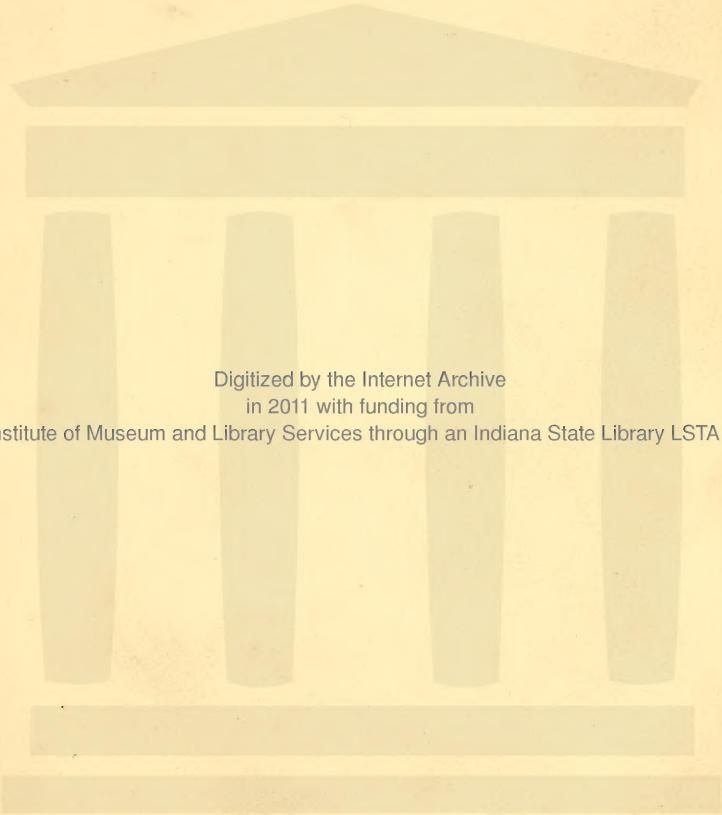 Digitized by the Internet Archive
in 2011 with funding from
nstitute of Museum and Library Services through an Indiana State Library LSTA